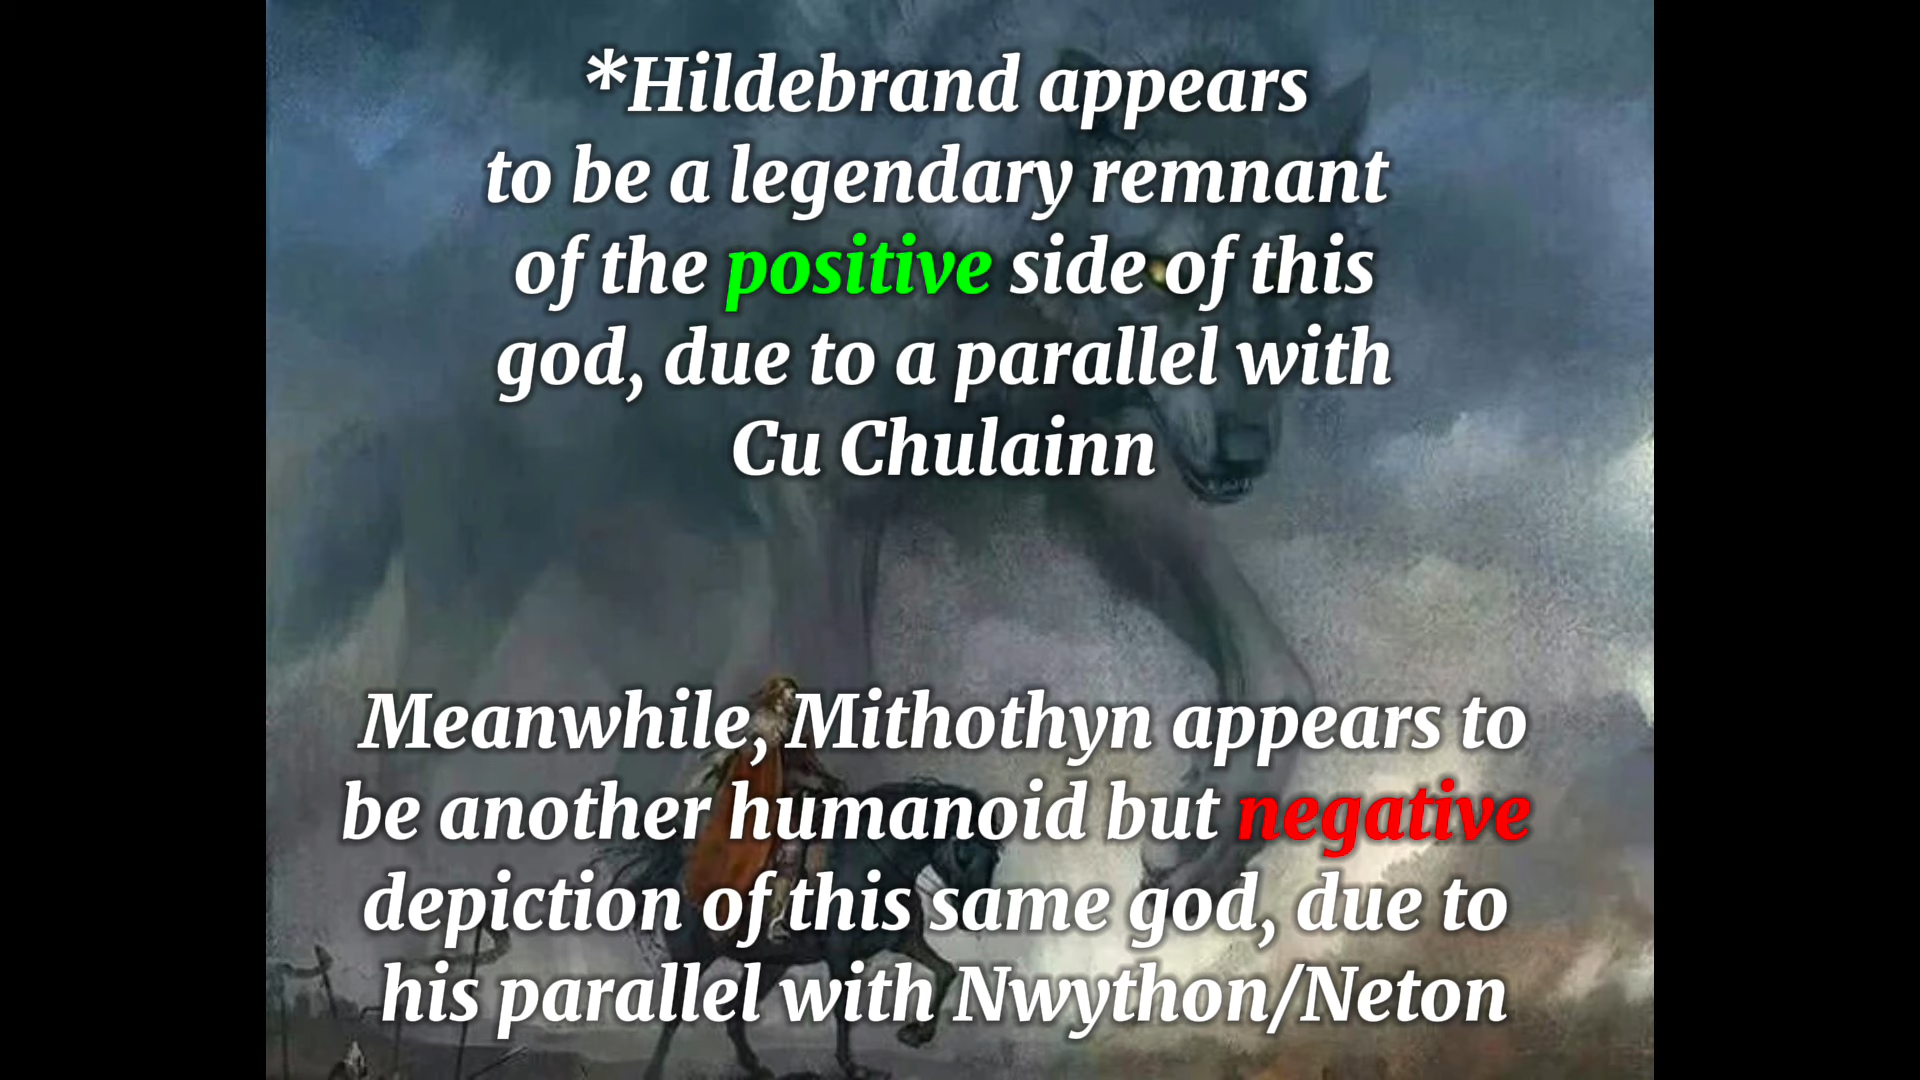 *Hildebrand appears
to be a legendary remnant
of the positive side of this
god, due to a parallel with
Cu Chulainn
Meanwhile, Mithothyn appears to
be another humanoid but negative
depiction of this same god, due to
his parallel with Nwython/Neton